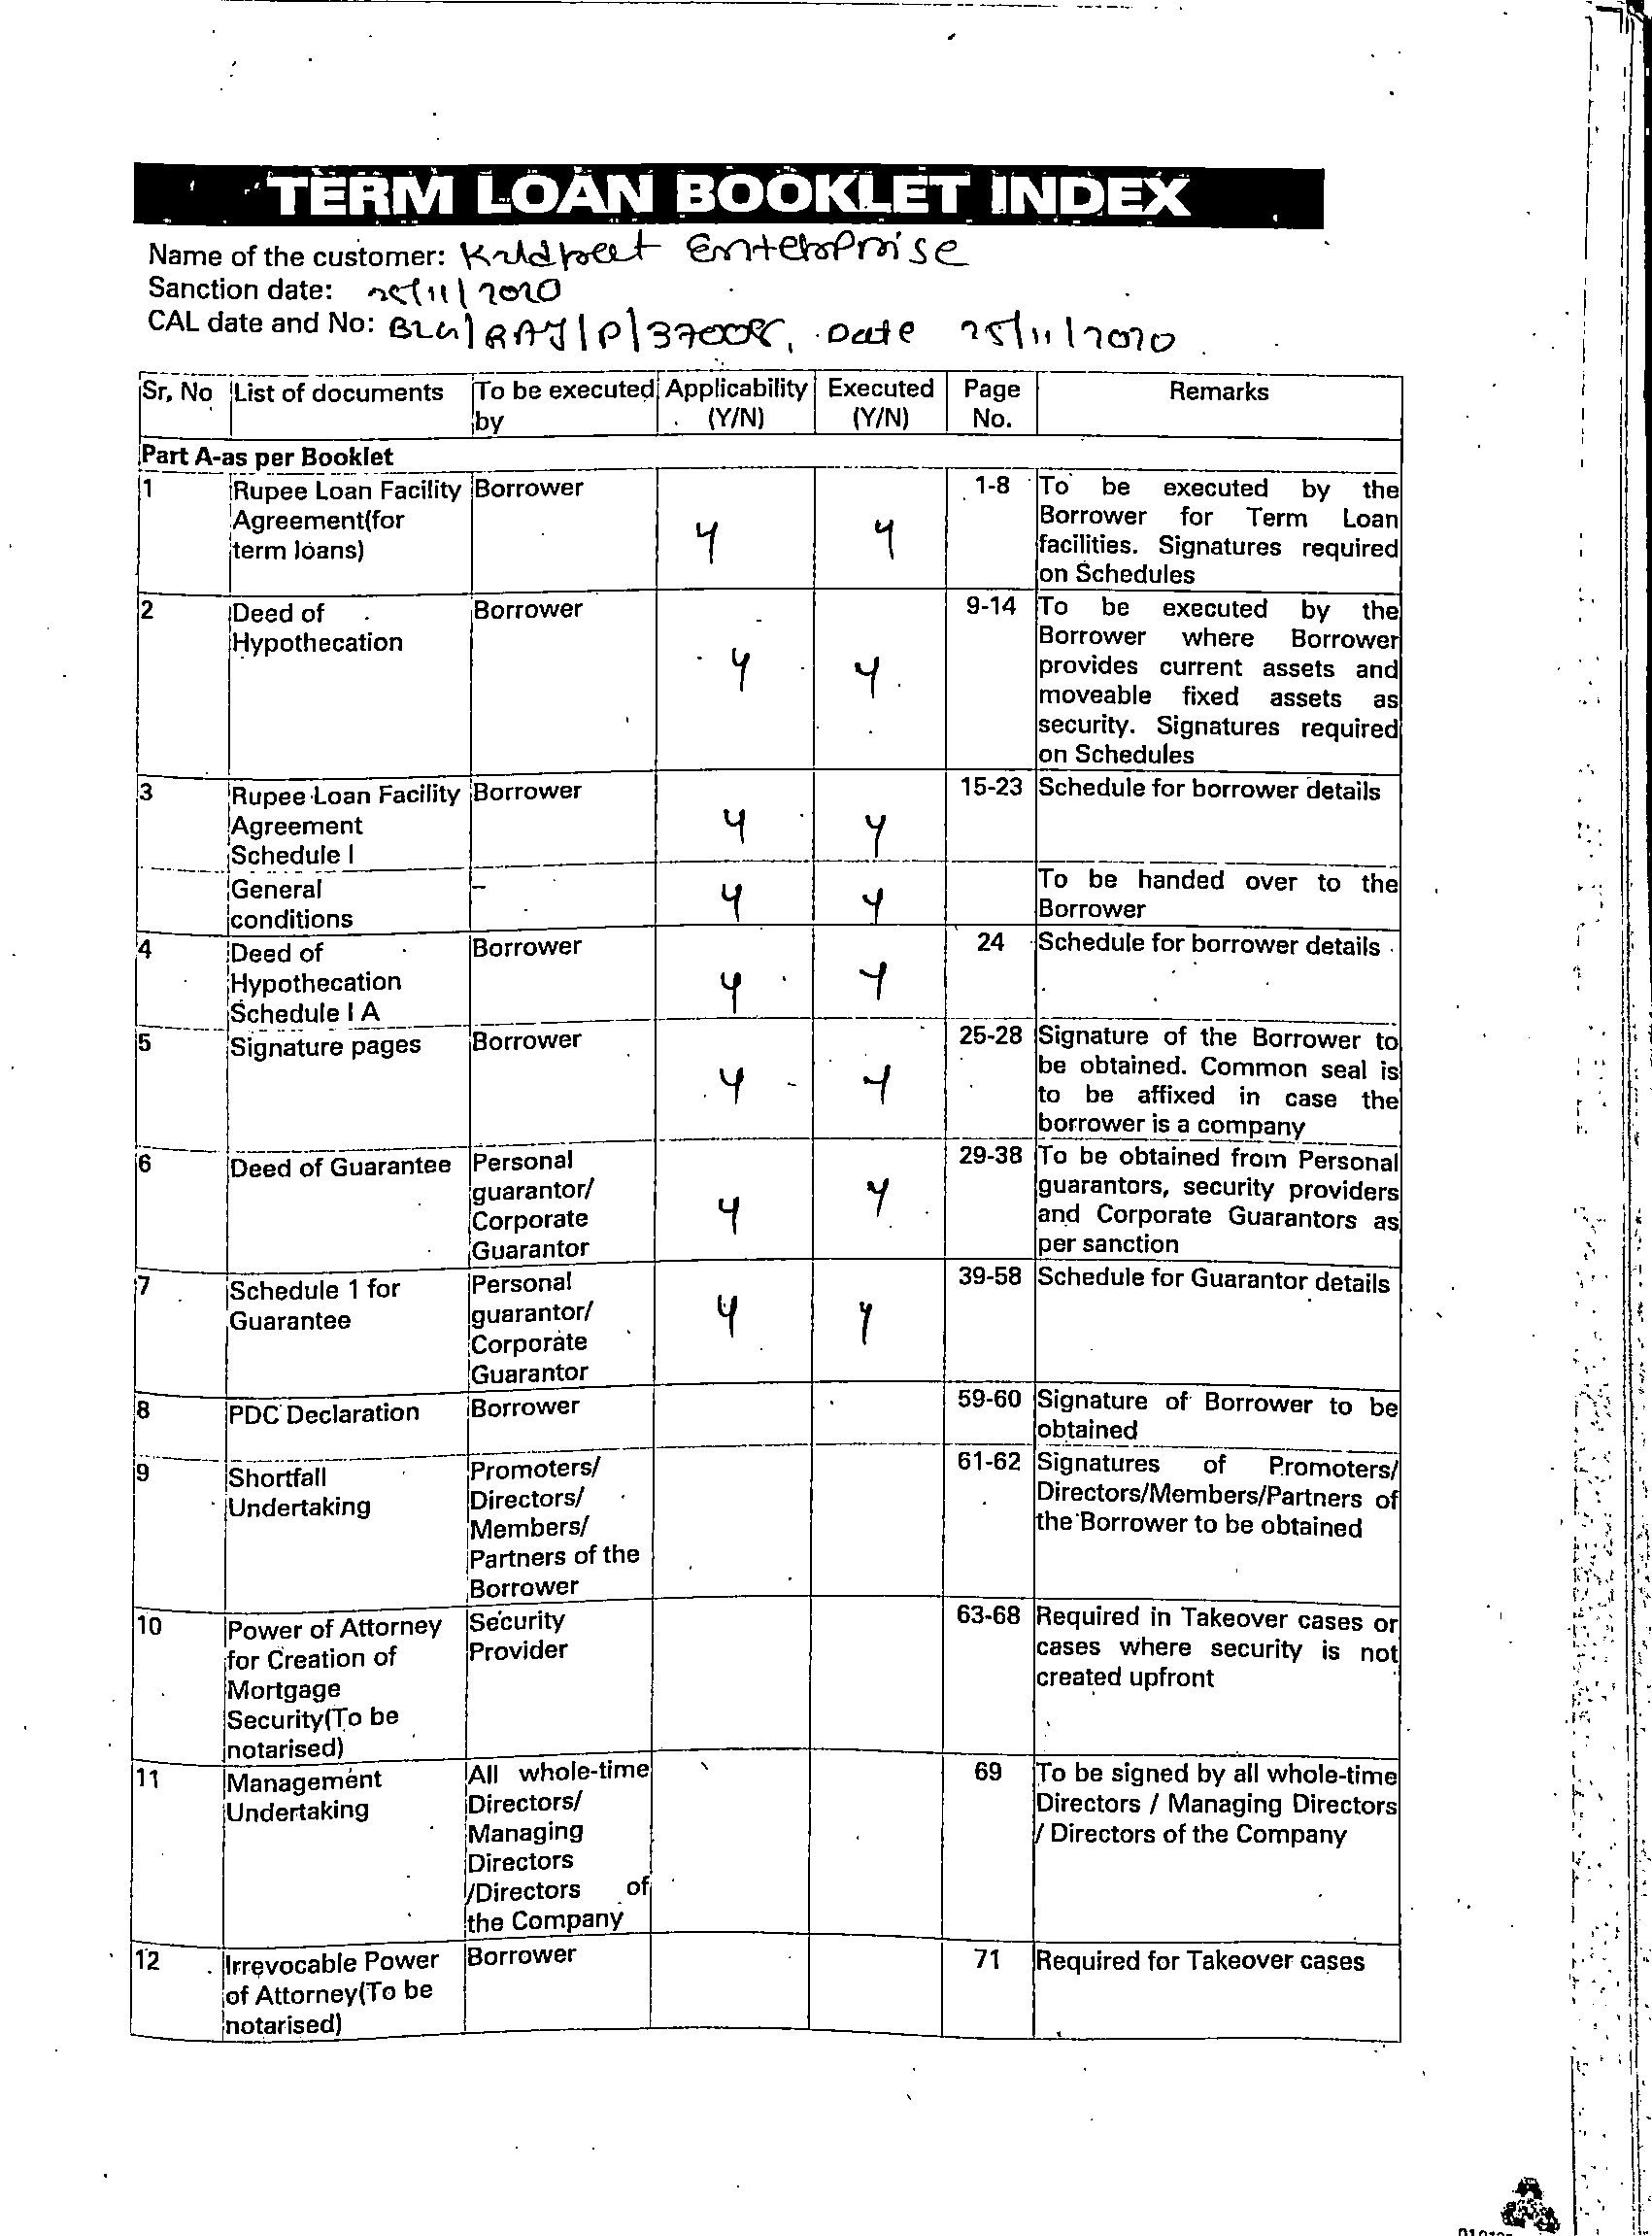 TERM LOAN BOOKLET INDEX
Name of the customer: Kuldeep Enterprise
Sanction date: 25/11/2020
CAL date and No: Date 25/11/2020
Sr. No List of documents To be executed by Applicability (Y/N) Executed (Y/N) Page No. Remarks
Part A-as per Booklet
1 Rupee Loan Facility Borrower Y Y 1-8 To be executed by the
Agreement(for Borrower for Term Loan
term loans) facilities. Signatures required
on Schedules
2 Deed of Borrower Y Y 9-14 To be executed by the
Hypothecation Borrower where Borrower
provides current assets and
moveable fixed assets as
security. Signatures required
on Schedules
3 Rupee Loan Facility Borrower Y Y 15-23 Schedule for borrower details
Agreement
Schedule I
General - Y Y To be handed over to the
conditions Borrower
4 Deed of Borrower Y Y 24 Schedule for borrower details
Hypothecation
Schedule I A
5 Signature pages Borrower Y Y 25-28 Signature of the Borrower to
be obtained. Common seal is
to be affixed in case the
borrower is a company
6 Deed of Guarantee Personal Y Y 29-38 To be obtained from Personal
guarantor/ guarantors, security providers
Corporate and Corporate Guarantors as
Guarantor per sanction
7 Schedule 1 for Personal Y Y 39-58 Schedule for Guarantor details
Guarantee guarantor/
Corporate
Guarantor
8 PDC Declaration Borrower 59-60 Signature of Borrower to be
obtained
9 Shortfall Promoters/ 61-62 Signatures of Promoters/
Undertaking Directors/ Directors/Members/Partners of
Members/ the Borrower to be obtained
Partners of the
Borrower
10 Power of Attorney Security 63-68 Required in Takeover cases or
for Creation of Provider cases where security is not
Mortgage created upfront
Security(To be
notarised)
11 Management All whole-time 69 To be signed by all whole-time
Undertaking Directors/ Directors / Managing Directors
Managing / Directors of the Company
Directors
/Directors of
the Company
12 Irrevocable Power Borrower 71 Required for Takeover cases
of Attorney(To be
notarised)